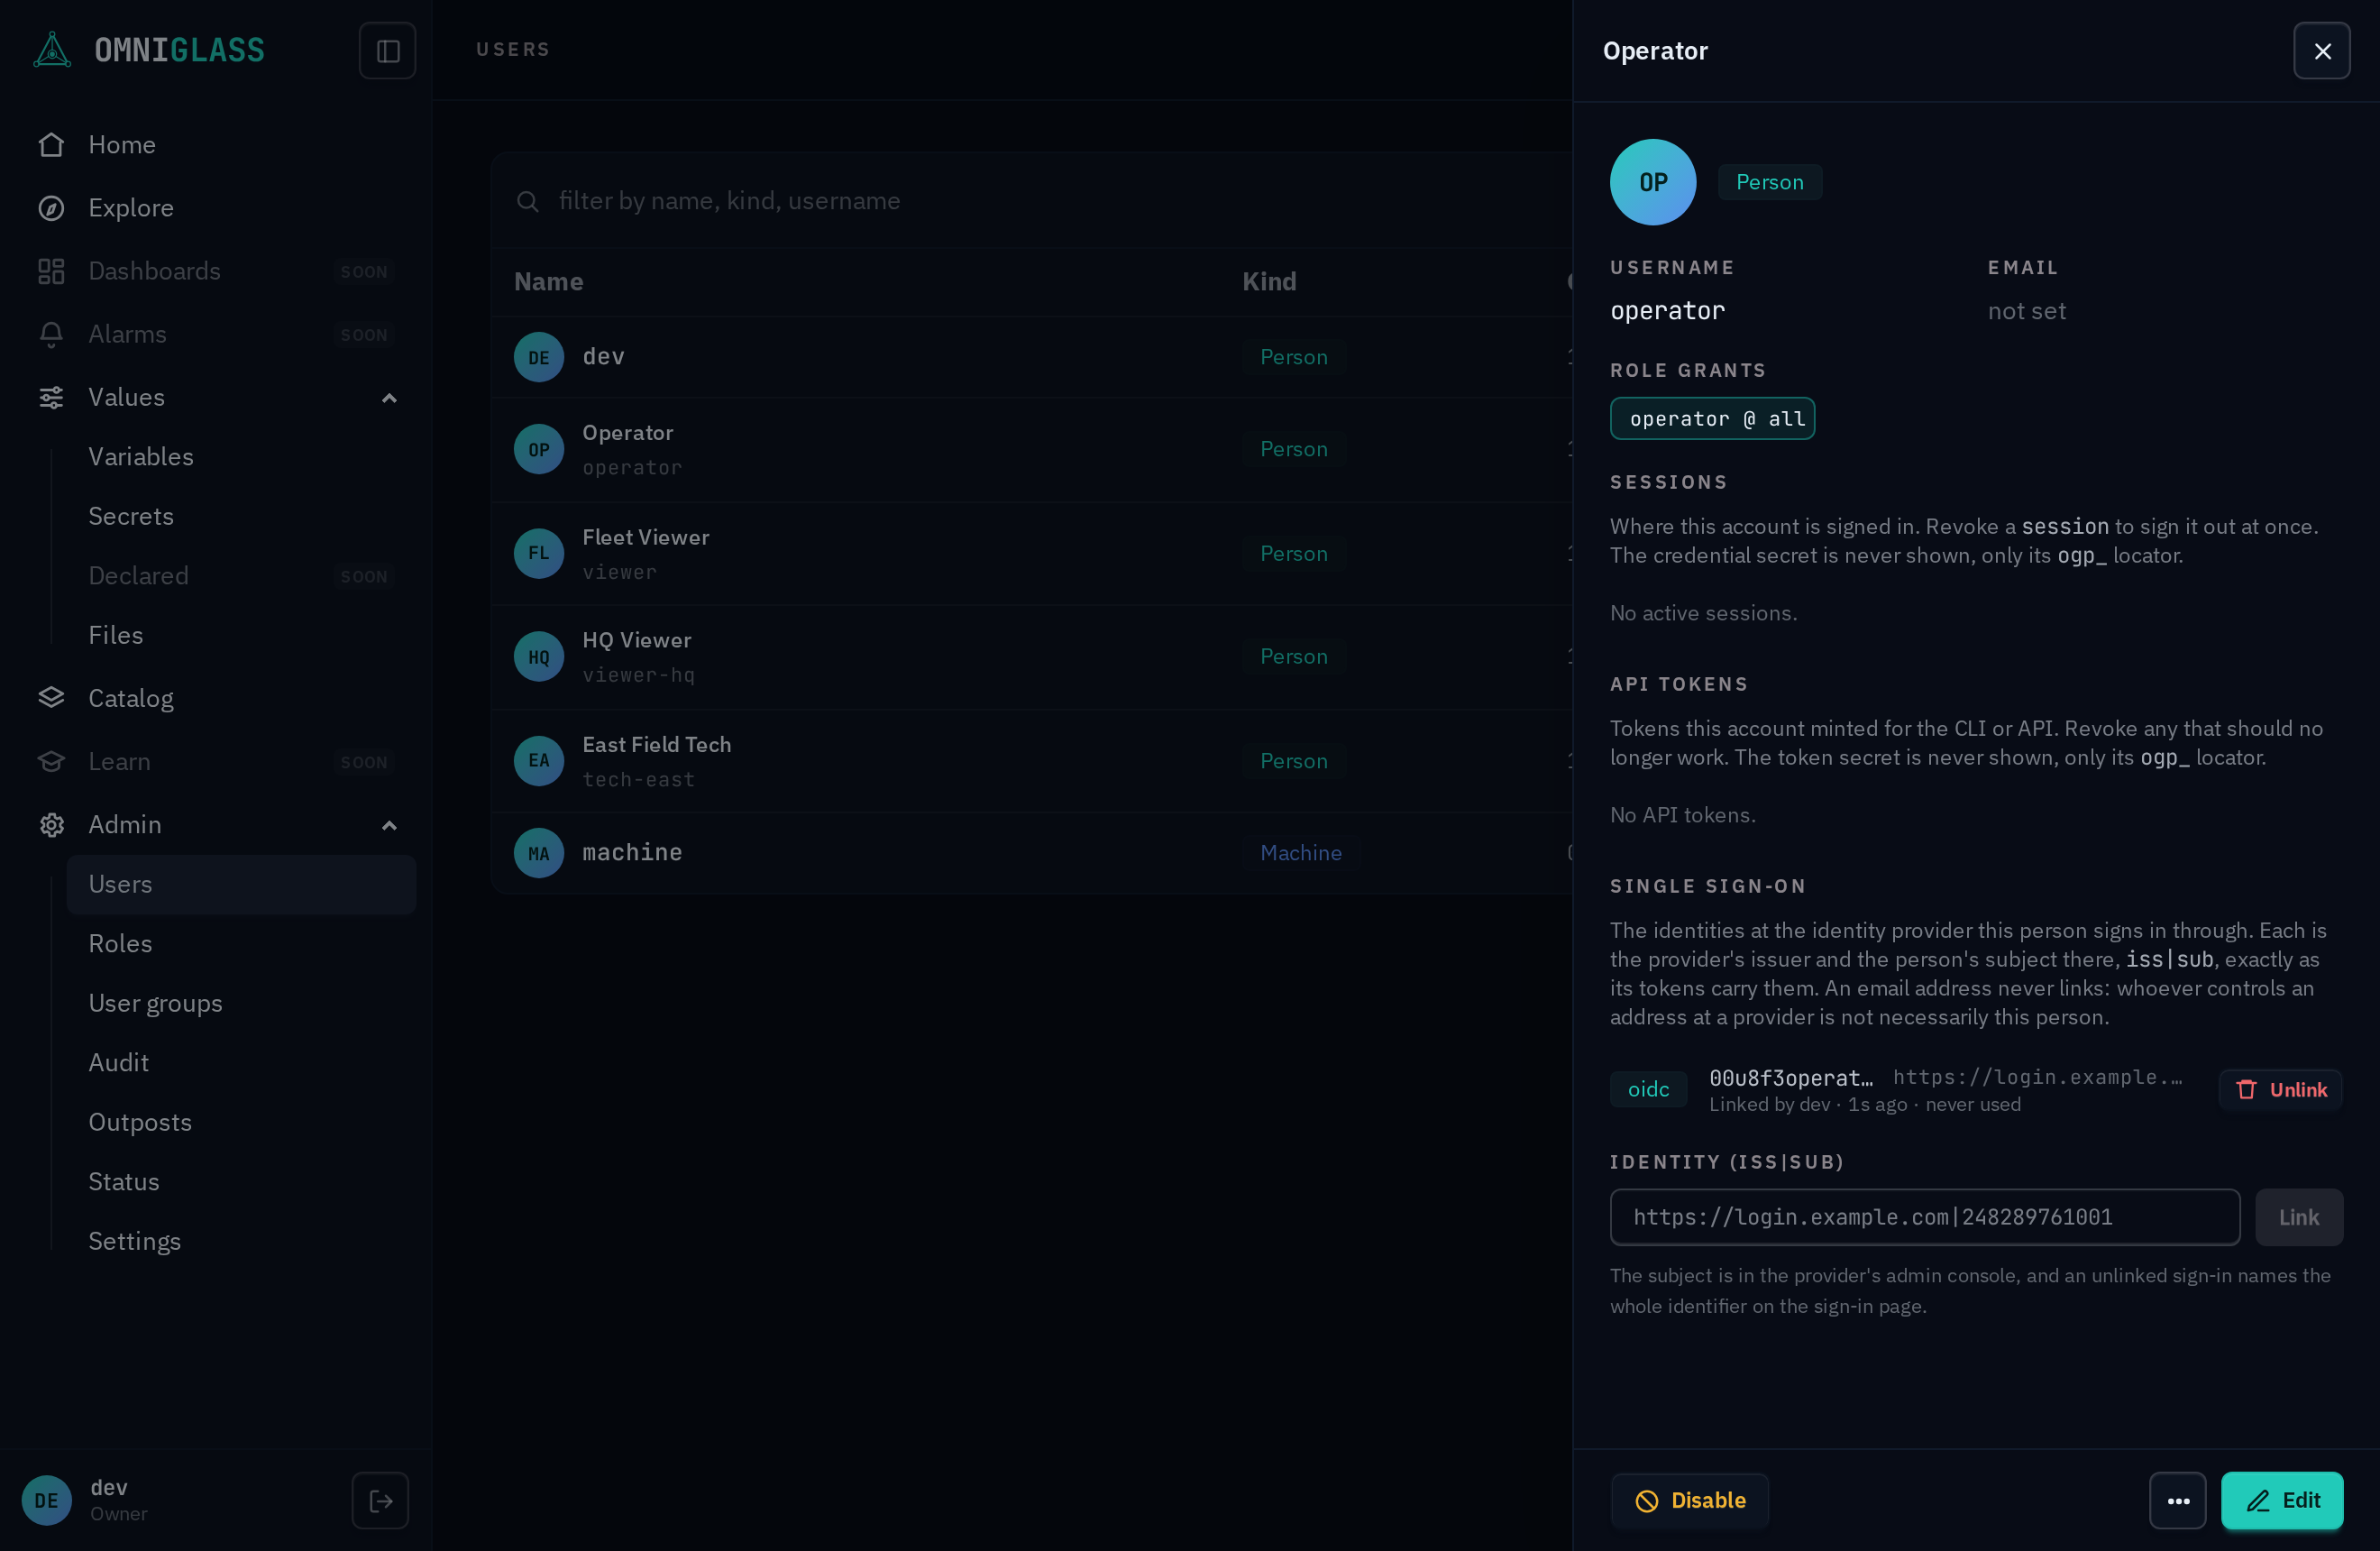 OMNIGLASS
Home
Explore
Dashboards SOON
Alarms SOON
Values
Variables
Secrets
Declared SOON
Files
Catalog
Learn SOON
Admin
Users
Roles
User groups
Audit
Outposts
Status
Settings
DE dev
Owner
USERS
filter by name, kind, username
Name Kind
DE dev Person
OP Operator Person
operator
FL Fleet Viewer Person
viewer
HQ HQ Viewer Person
viewer-hq
EA East Field Tech Person
tech-east
MA machine Machine
Operator
OP Person
USERNAME EMAIL
operator not set
ROLE GRANTS
operator @ all
SESSIONS
Where this account is signed in. Revoke a session to sign it out at once.
The credential secret is never shown, only its ogp_ locator.
No active sessions.
API TOKENS
Tokens this account minted for the CLI or API. Revoke any that should no
longer work. The token secret is never shown, only its ogp_ locator.
No API tokens.
SINGLE SIGN-ON
The identities at the identity provider this person signs in through. Each is
the provider's issuer and the person's subject there, iss|sub, exactly as
its tokens carry them. An email address never links: whoever controls an
address at a provider is not necessarily this person.
oidc 00u8f3operat… https://login.example.… Unlink
Linked by dev · 1s ago · never used
IDENTITY (ISS|SUB)
https://login.example.com|248289761001 Link
The subject is in the provider's admin console, and an unlinked sign-in names the
whole identifier on the sign-in page.
Disable ••• Edit